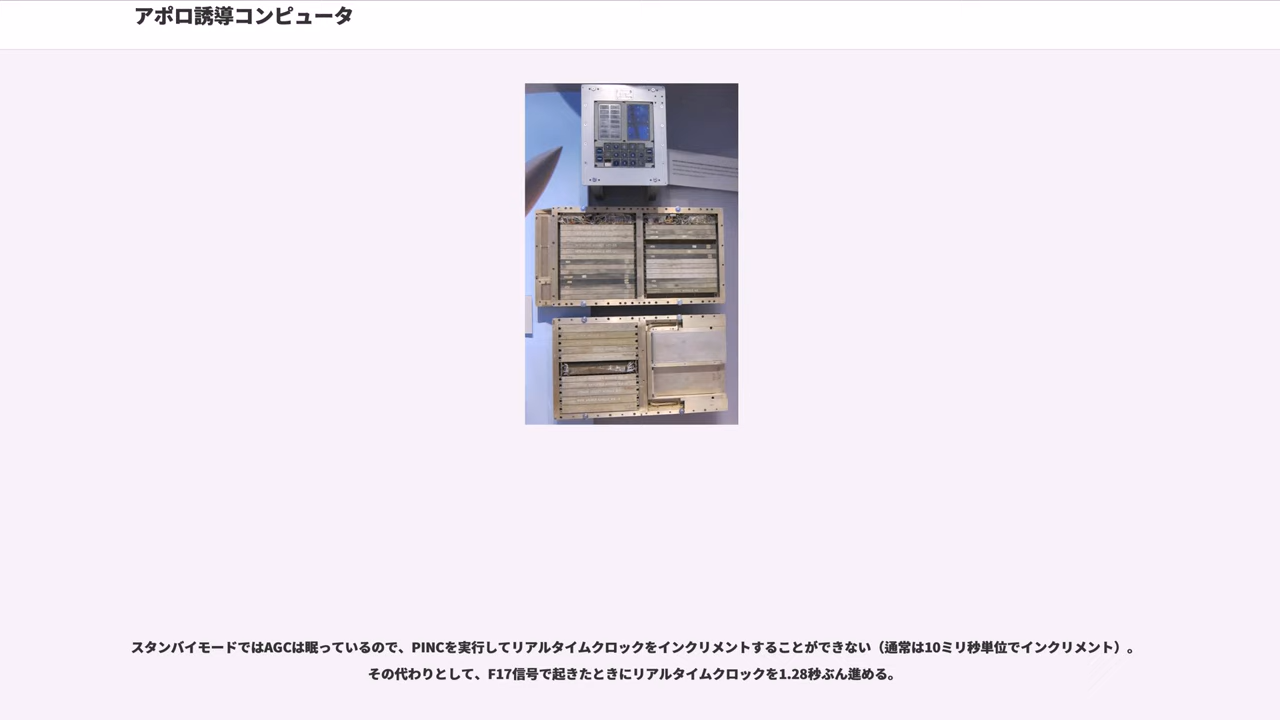 アポロ誘導コンピュータ
スタンバイモードではAGCは眠っているので、PINCを実行してリアルタイムクロックをインクリメントすることができない（通常は10ミリ秒単位でインクリメント）。
その代わりとして、F17信号で起きたときにリアルタイムクロックを1.28秒ぶん進める。